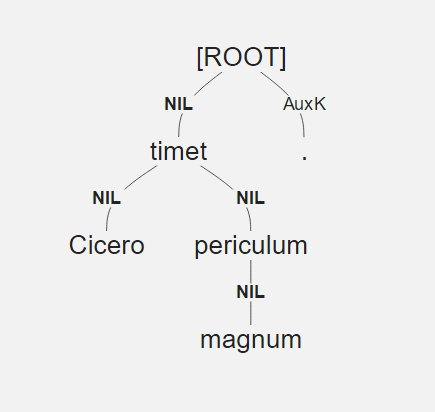 [ROOT]
NIL AuxK
timet .
NIL NIL
Cicero periculum
NIL
magnum